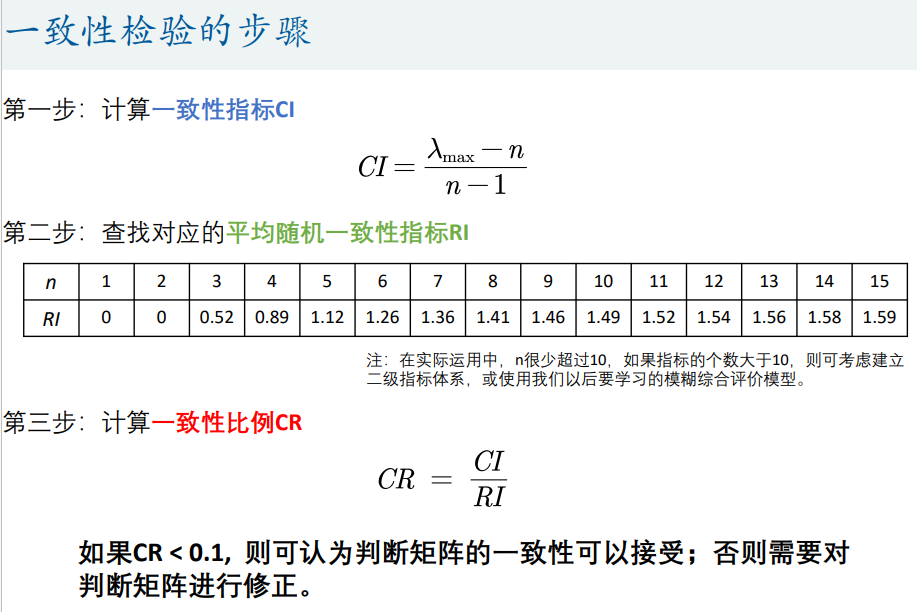 一致性检验的步骤
第一步：计算一致性指标CI
CI = \frac{\lambda_{\max} - n}{n - 1}
第二步：查找对应的平均随机一致性指标RI
n 1 2 3 4 5 6 7 8 9 10 11 12 13 14 15
RI 0 0 0.52 0.89 1.12 1.26 1.36 1.41 1.46 1.49 1.52 1.54 1.56 1.58 1.59
注：在实际运用中，n很少超过10，如果指标的个数大于10，则可考虑建立
二级指标体系，或使用我们以后要学习的模糊综合评价模型。
第三步：计算一致性比例CR
CR = \frac{CI}{RI}
如果CR < 0.1, 则可认为判断矩阵的一致性可以接受；否则需要对
判断矩阵进行修正。